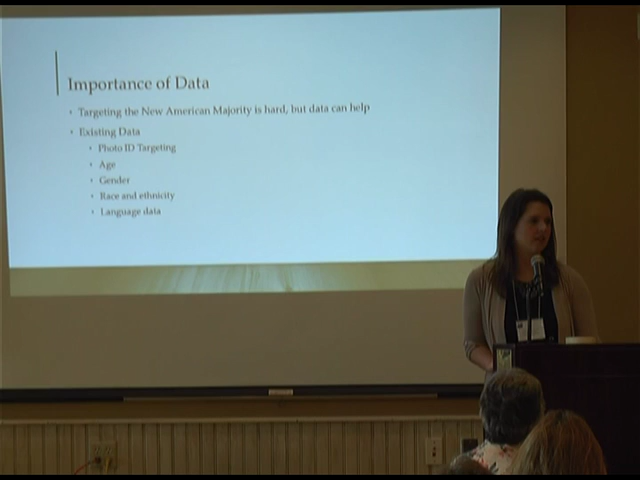 Importance of Data
• Targeting the New American Majority is hard, but data can help
• Existing Data
• Photo ID Targeting
• Age
• Gender
• Race and ethnicity
• Language data